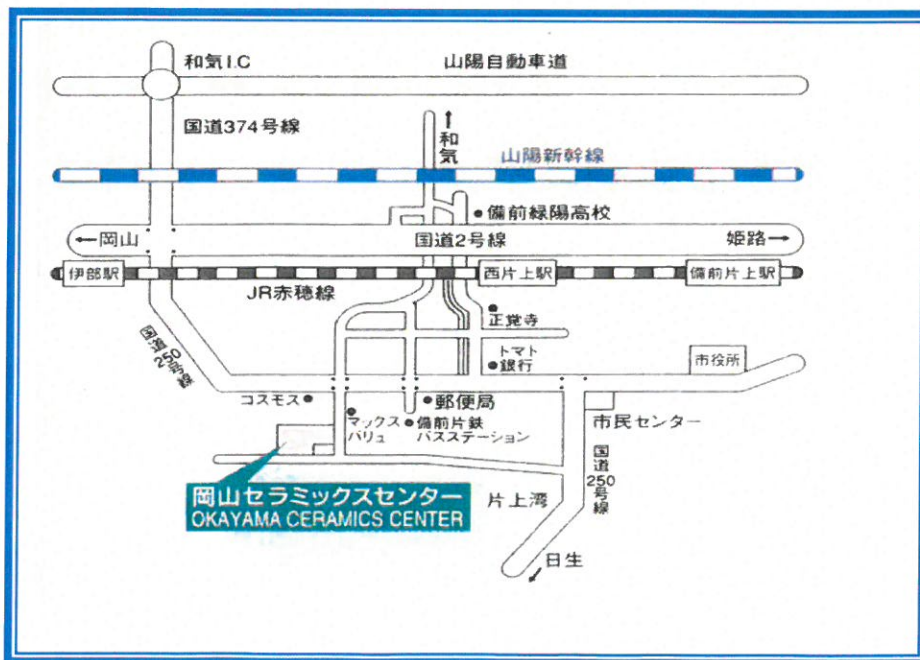 和気I.C
山陽自動車道
国道374号線
↑
和気
山陽新幹線
備前緑陽高校
←岡山
国道2号線
姫路→
伊部駅
西片上駅
備前片上駅
JR赤穂線
正覚寺
国道250号線
トマト
銀行
市役所
コスモス
郵便局
マックス
バリュ
備前片鉄
バスステーション
市民センター
国道250号線
岡山セラミックスセンター
OKAYAMA CERAMICS CENTER
片上湾
日生